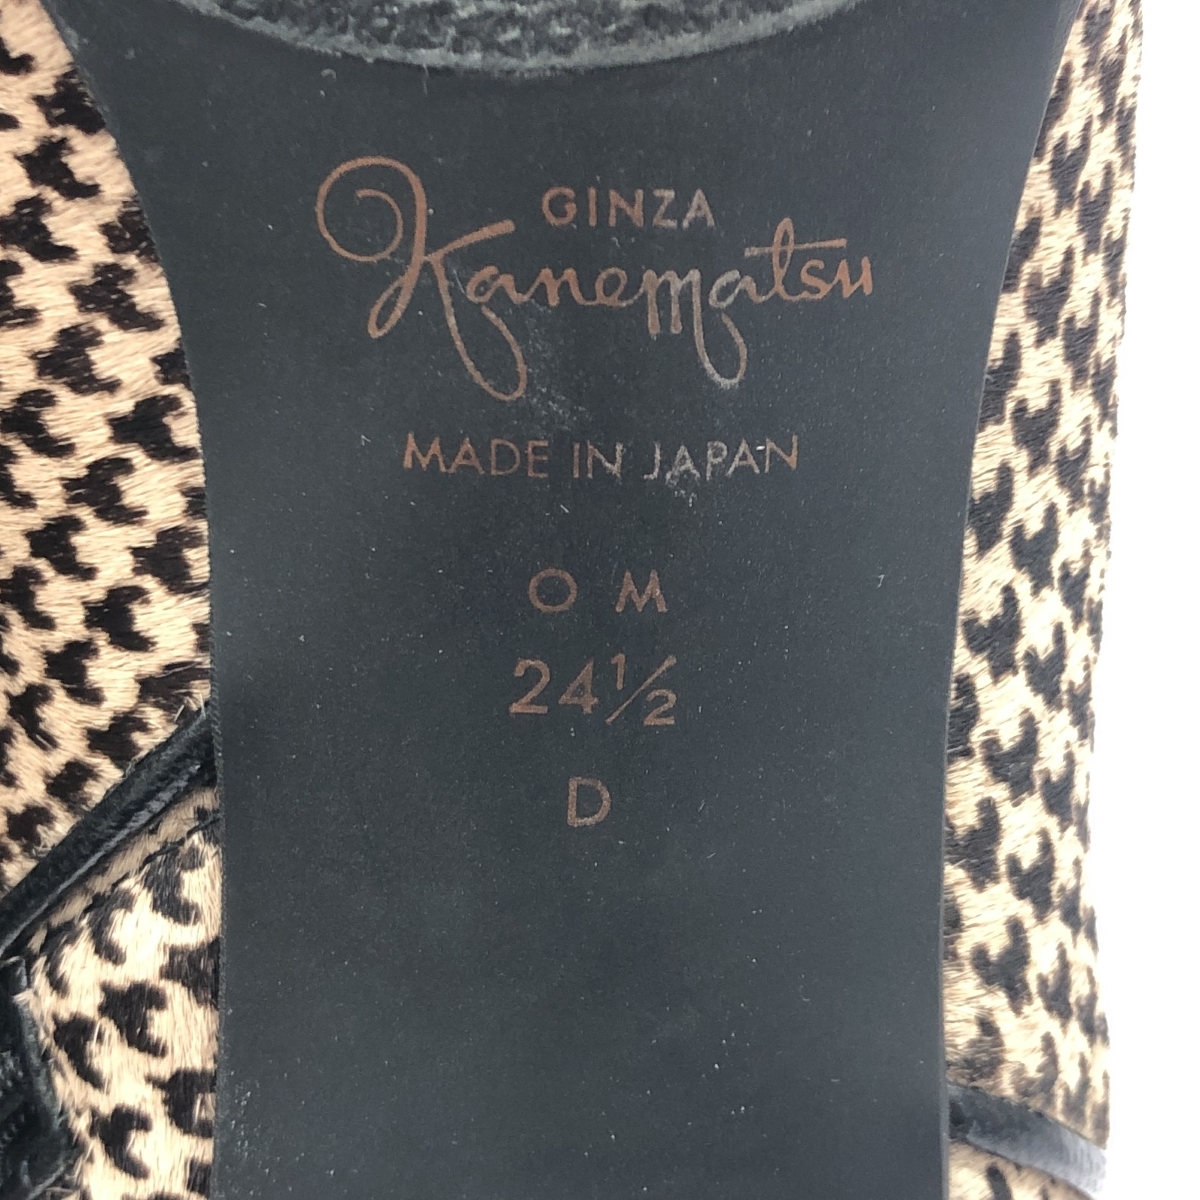 GINZA
Kanematsu
MADE IN JAPAN
O M
24½
D